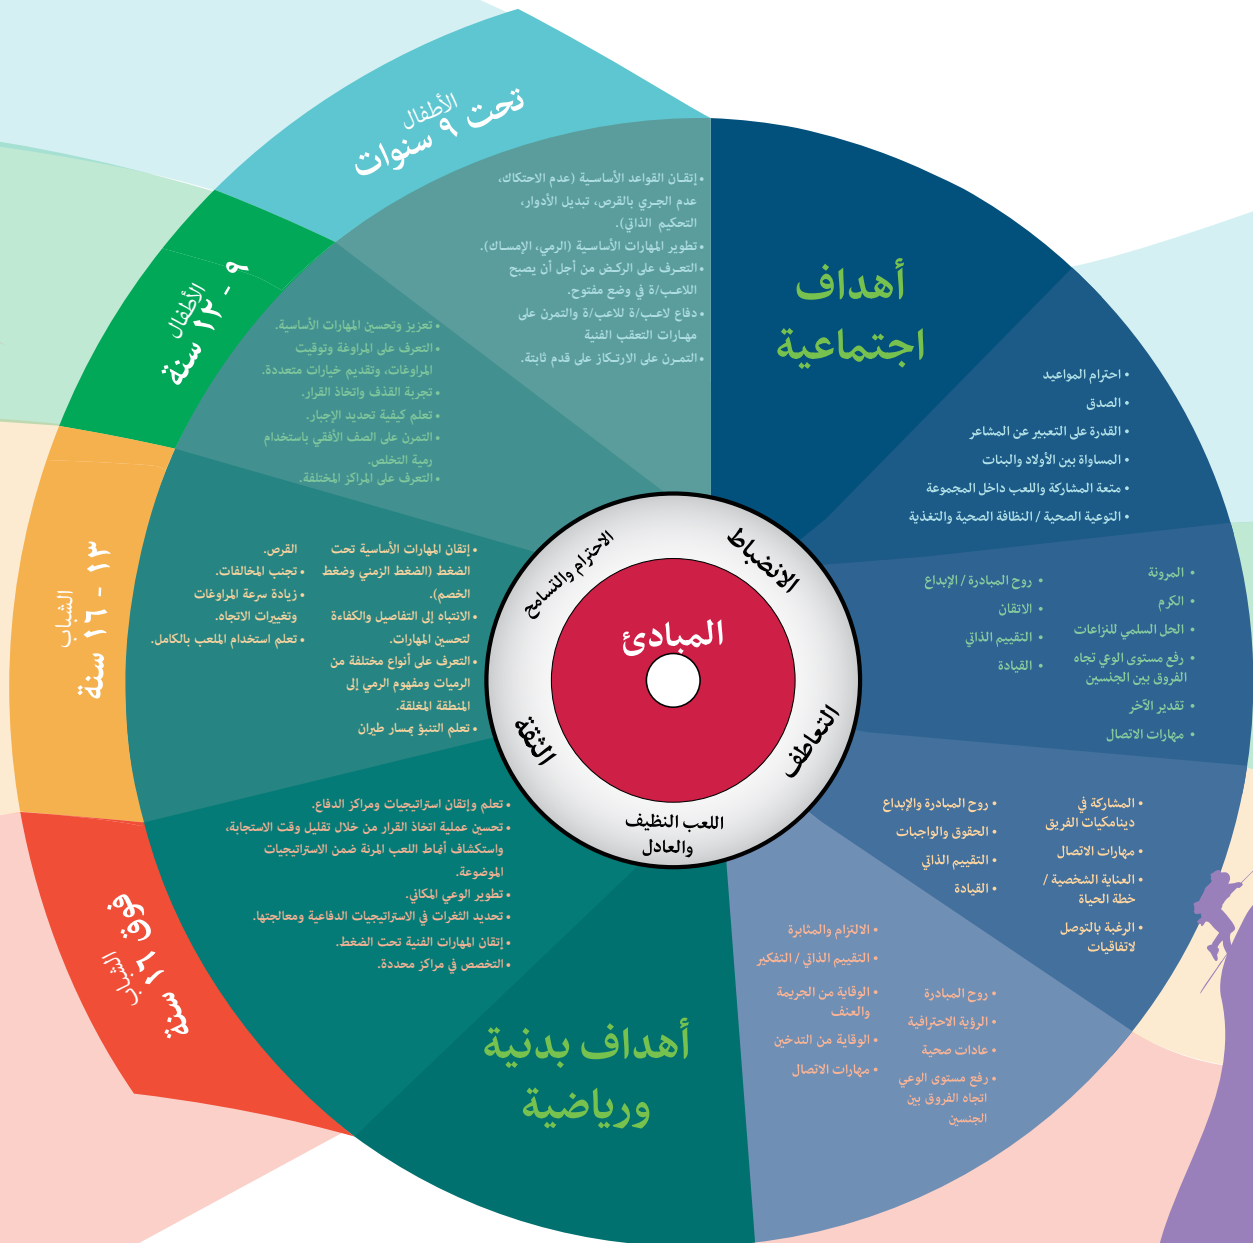 الأطفال
تحت ٩ سنوات
• إتقان القواعد الأساسية (عدم الاحتكاك،
عدم الجري بالقرص، تبديل الأدوار،
التحكيم الذاتي).
• تطوير المهارات الأساسية (الرمي، الإمساك).
• التعرف على الركض من أجل أن يصبح
اللاعب/ة في وضع مفتوح.
• دفاع لاعب/ة للاعب/ة والتمرن على
مهارات التعقب الفنية
• التمرن على الارتكاز على قدم ثابتة.
الأطفال
٩ - ١٢ سنة
• تعزيز وتحسين المهارات الأساسية.
• التعرف على المراوغة وتوقيت
المراوغات، وتقديم خيارات متعددة.
• تجربة القذف واتخاذ القرار.
• تعلم كيفية تحديد الإجبار.
• التمرن على الصف الأفقي باستخدام
رمية التخلص.
• التعرف على المراكز المختلفة.
الشباب
١٣ - ١٦ سنة
• إتقان المهارات الأساسية تحت
الضغط (الضغط الزمني وضغط
الخصم).
• الانتباه إلى التفاصيل والكفاءة
لتحسين المهارات.
• التعرف على أنواع مختلفة من
الرميات ومفهوم الرمي إلى
المنطقة المغلقة.
• تعلم التنبؤ بمسار طيران
القرص.
• تجنب المخالفات.
• زيادة سرعة المراوغات
وتغييرات الاتجاه.
• تعلم استخدام الملعب بالكامل.
الشباب
فوق ١٦ سنة
• تعلم وإتقان استراتيجيات ومراكز الدفاع.
• تحسين عملية اتخاذ القرار من خلال تقليل وقت الاستجابة،
واستكشاف أنماط اللعب المرنة ضمن الاستراتيجيات
الموضوعة.
• تطوير الوعي المكاني.
• تحديد الثغرات في الاستراتيجيات الدفاعية ومعالجتها.
• إتقان المهارات الفنية تحت الضغط.
• التخصص في مراكز محددة.
أهداف بدنية
ورياضية
أهداف
اجتماعية
• احترام المواعيد
• الصدق
• القدرة على التعبير عن المشاعر
• المساواة بين الأولاد والبنات
• متعة المشاركة واللعب داخل المجموعة
• التوعية الصحية / النظافة الصحية والتغذية
• المرونة
• الكرم
• الحل السلمي للنزاعات
• رفع مستوى الوعي تجاه
الفروق بين الجنسين
• تقدير الآخر
• مهارات الاتصال
• روح المبادرة / الإبداع
• الاتقان
• التقييم الذاتي
• القيادة
• المشاركة في
ديناميكيات الفريق
• مهارات الاتصال
• العناية الشخصية /
خطة الحياة
• الرغبة بالتوصل
لاتفاقيات
• روح المبادرة والإبداع
• الحقوق والواجبات
• التقييم الذاتي
• القيادة
• روح المبادرة
• الرؤية الاحترافية
• عادات صحية
• رفع مستوى الوعي
اتجاه الفروق بين
الجنسين
• الالتزام والمثابرة
• التقييم الذاتي / التفكير
• الوقاية من الجريمة
والعنف
• الوقاية من التدخين
• مهارات الاتصال
المبادئ
الانضباط
التعاطف
اللعب النظيف
والعادل
الثقة
الاحترام والتسامح